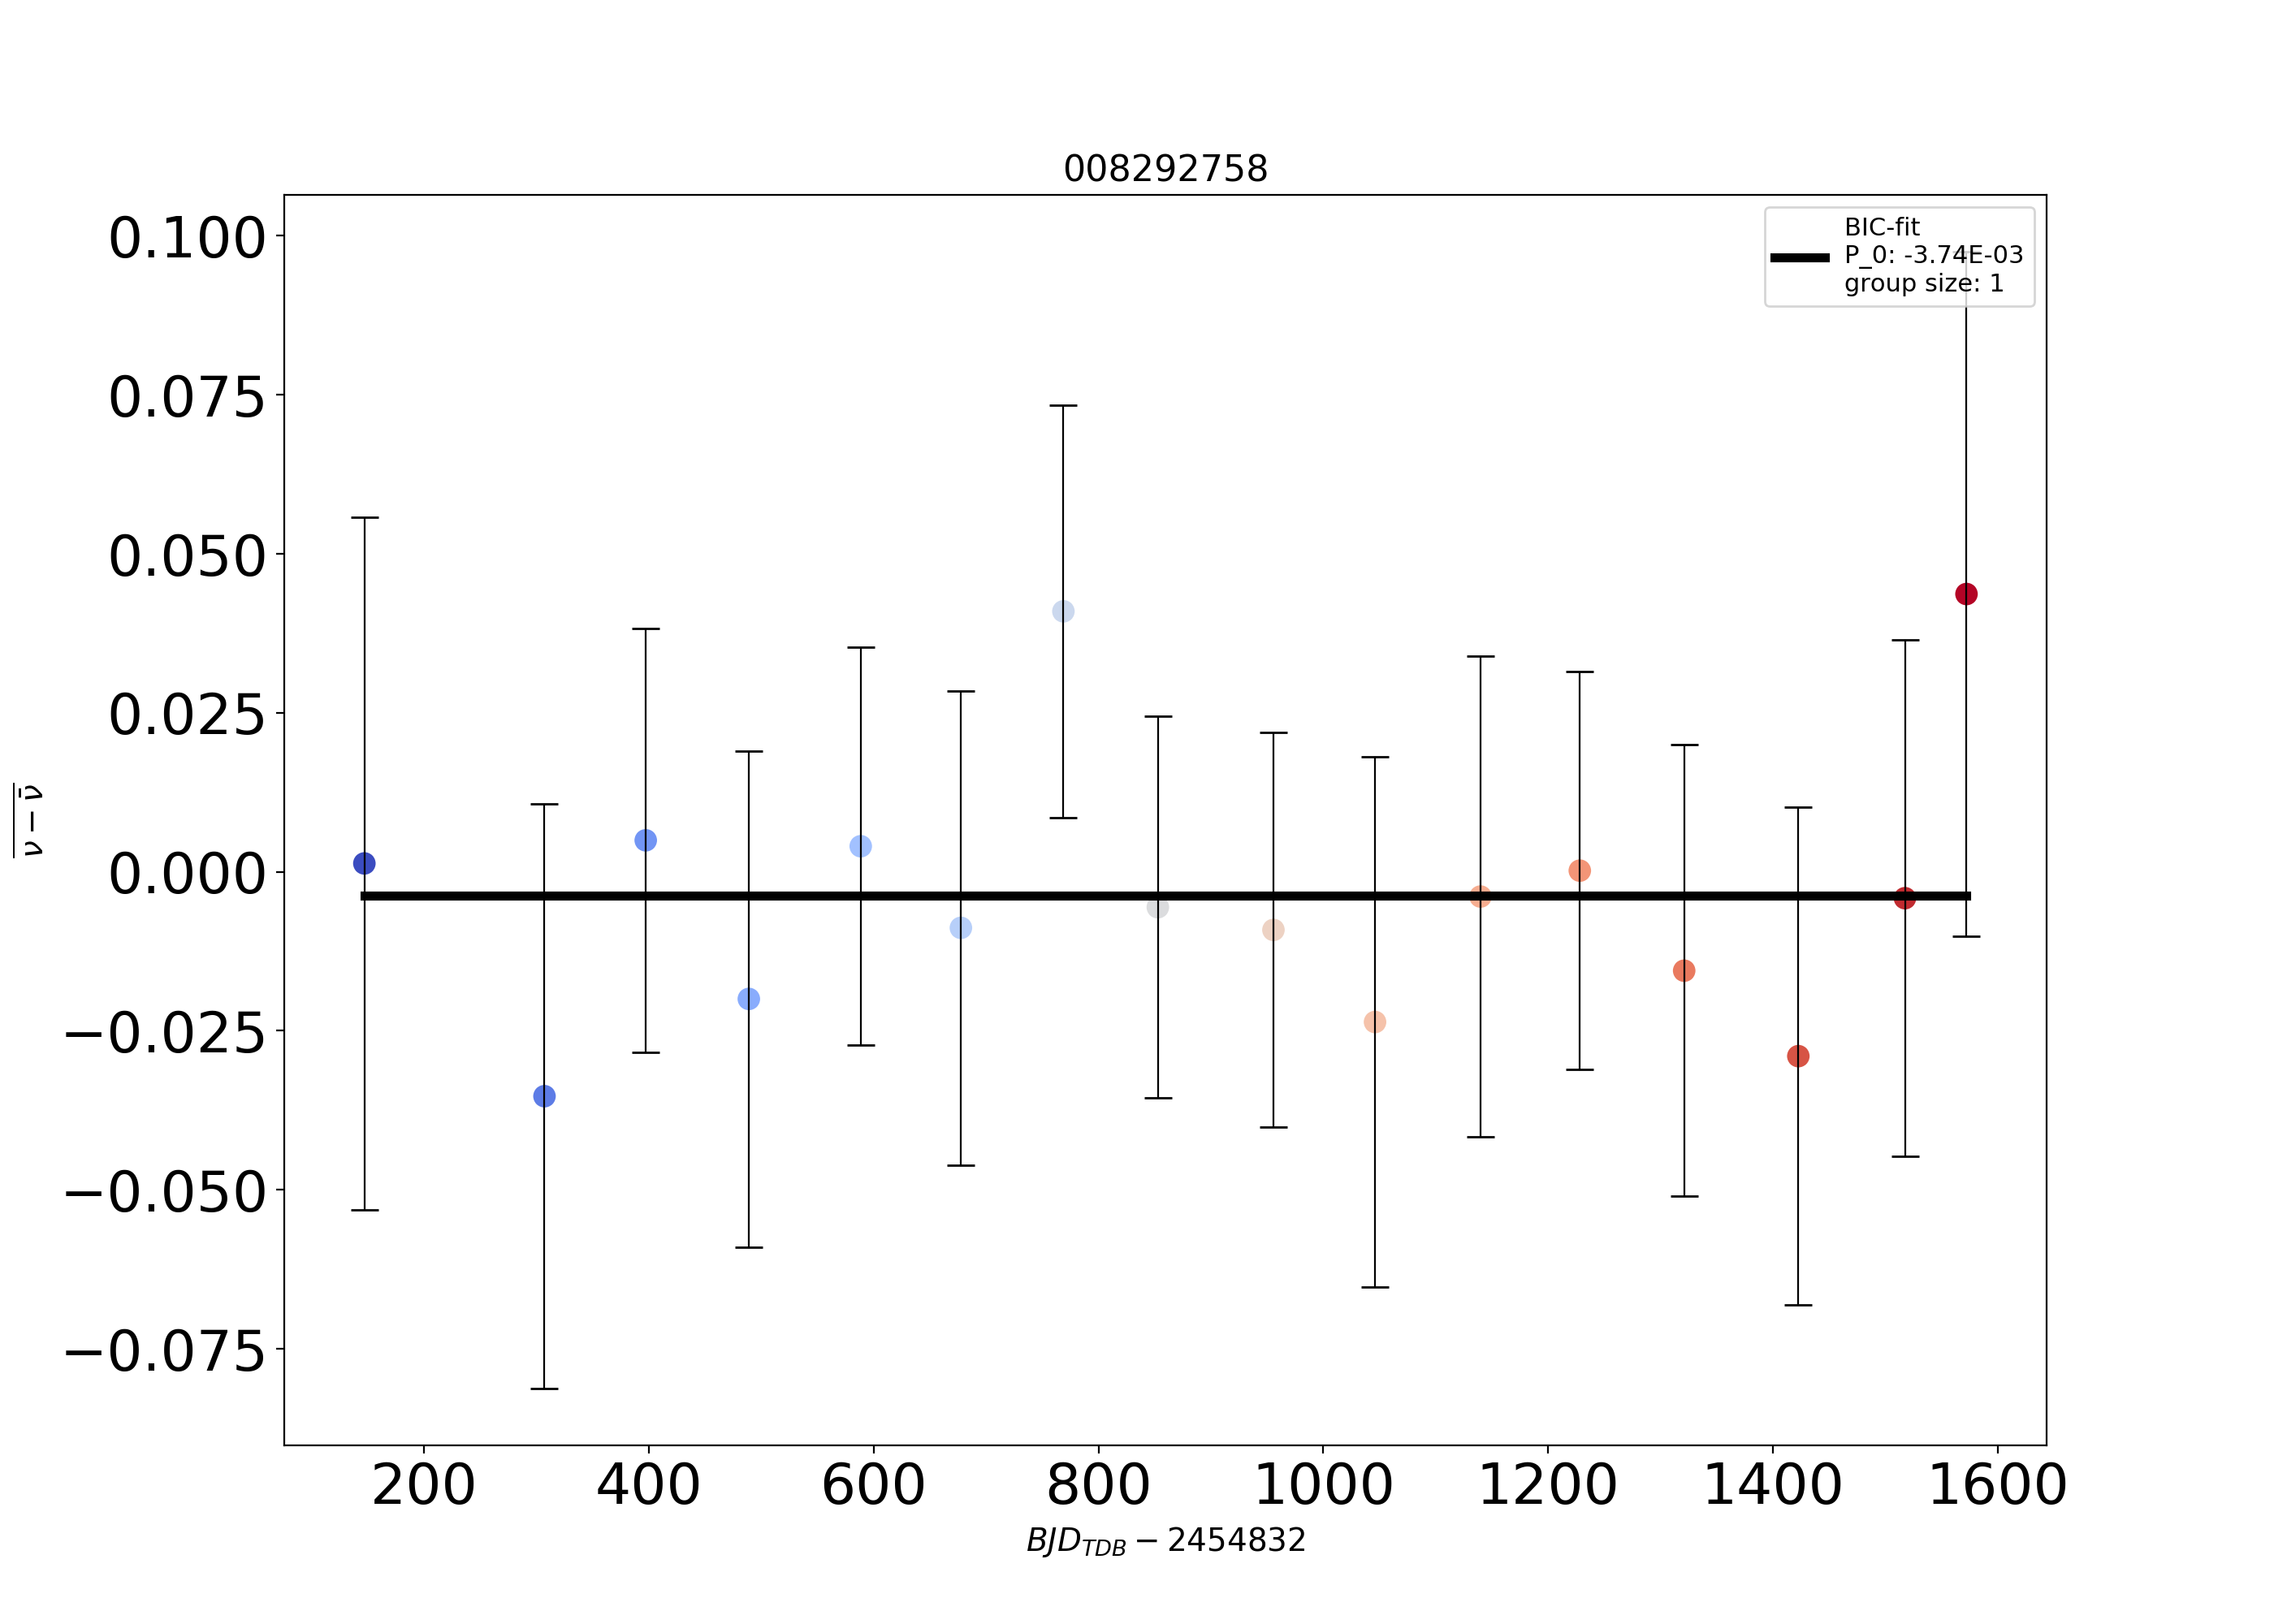 008292758
BIC-fit
P_0: -3.74E-03
group size: 1
0.100
0.075
0.050
0.025
0.000
−0.025
−0.050
−0.075
200 400 600 800 1000 1200 1400 1600
BJD_TDB − 2454832
ν − ν̄